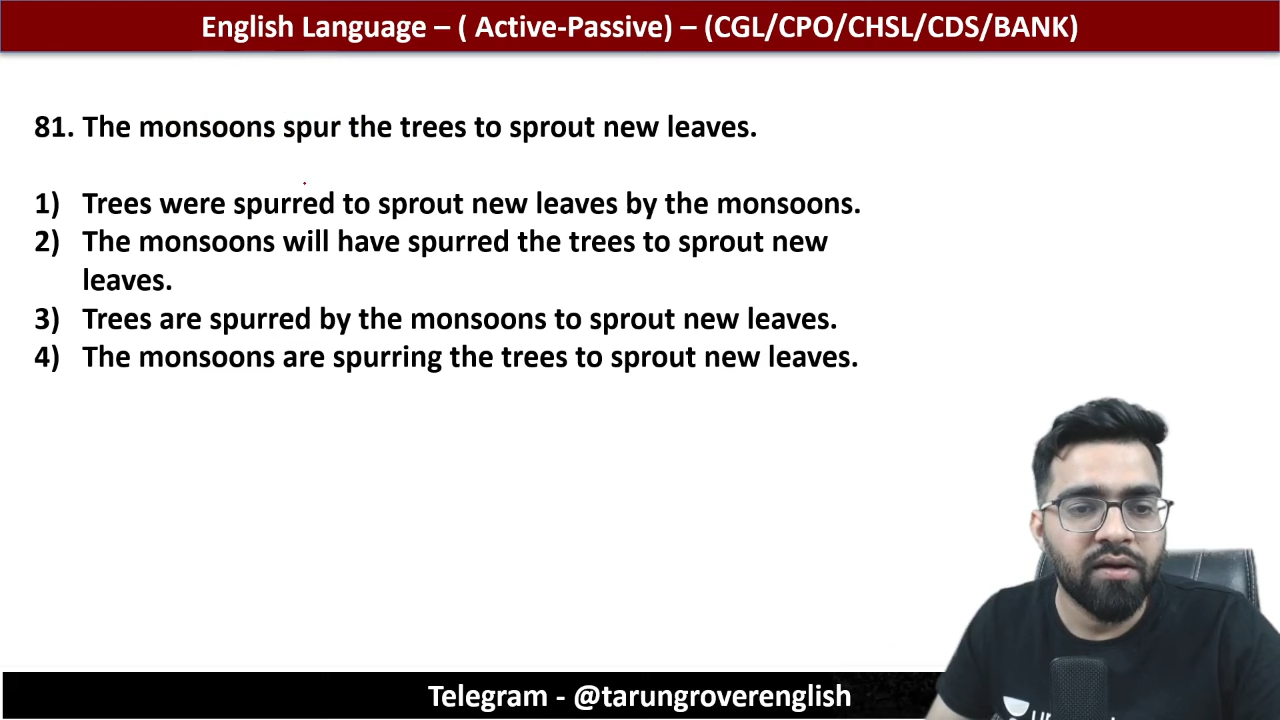 English Language – ( Active-Passive) – (CGL/CPO/CHSL/CDS/BANK)
81. The monsoons spur the trees to sprout new leaves.
1) Trees were spurred to sprout new leaves by the monsoons.
2) The monsoons will have spurred the trees to sprout new
leaves.
3) Trees are spurred by the monsoons to sprout new leaves.
4) The monsoons are spurring the trees to sprout new leaves.
Telegram - @tarungroverenglish